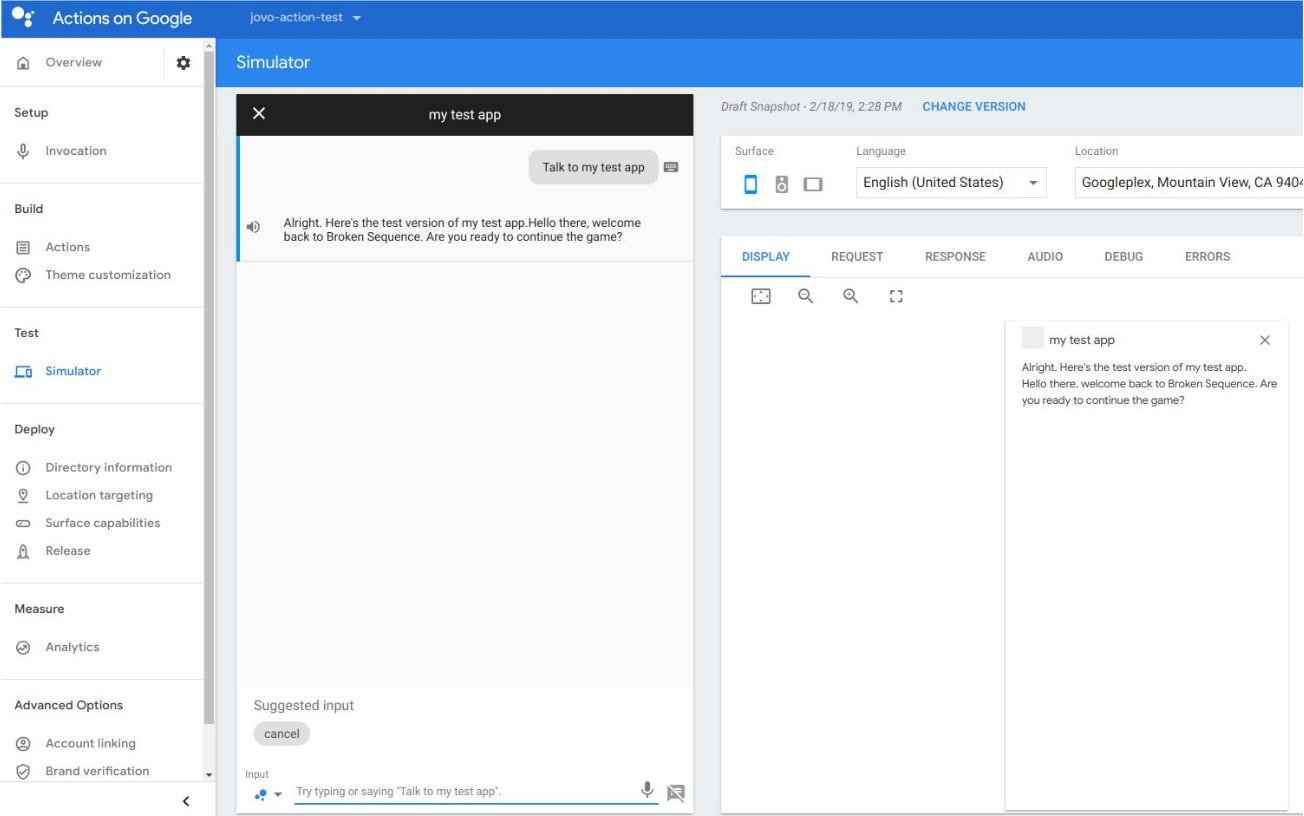 Actions on Google
jovo-action-test
Overview
Simulator
Setup
Invocation
Build
Actions
Theme customization
Test
Simulator
Deploy
Directory information
Location targeting
Surface capabilities
Release
Measure
Analytics
Advanced Options
Account linking
Brand verification
my test app
Talk to my test app
Alright. Here's the test version of my test app.Hello there, welcome
back to Broken Sequence. Are you ready to continue the game?
Suggested input
cancel
Input
Try typing or saying "Talk to my test app".
Draft Snapshot - 2/18/19, 2:28 PM
CHANGE VERSION
Surface
Language
Location
English (United States)
Googleplex, Mountain View, CA 9404
DISPLAY
REQUEST
RESPONSE
AUDIO
DEBUG
ERRORS
my test app
Alright. Here's the test version of my test app.
Hello there, welcome back to Broken Sequence. Are
you ready to continue the game?